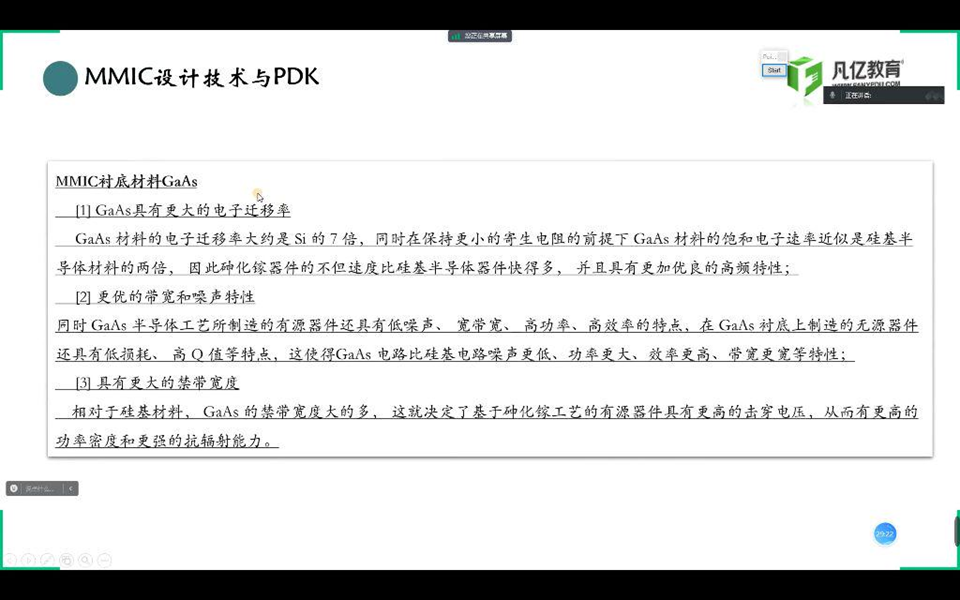 您正在共享屏幕
MMIC设计技术与PDK
Start
凡亿教育
WWW.FANYEDU.COM
正在讲话:
MMIC衬底材料GaAs
[1] GaAs具有更大的电子迁移率
GaAs 材料的电子迁移率大约是 Si 的 7 倍，同时在保持更小的寄生电阻的前提下 GaAs 材料的饱和电子速率近似是硅基半
导体材料的两倍， 因此砷化镓器件的不但速度比硅基半导体器件快得多， 并且具有更加优良的高频特性；
[2] 更优的带宽和噪声特性
同时 GaAs 半导体工艺所制造的有源器件还具有低噪声、 宽带宽、 高功率、高效率的特点，在 GaAs 衬底上制造的无源器件
还具有低损耗、 高 Q 值等特点，这使得GaAs 电路比硅基电路噪声更低、功率更大、效率更高、带宽更宽等特性；
[3] 具有更大的禁带宽度
相对于硅基材料， GaAs 的禁带宽度大的多， 这就决定了基于砷化镓工艺的有源器件具有更高的击穿电压，从而有更高的
功率密度和更强的抗辐射能力。
29:22